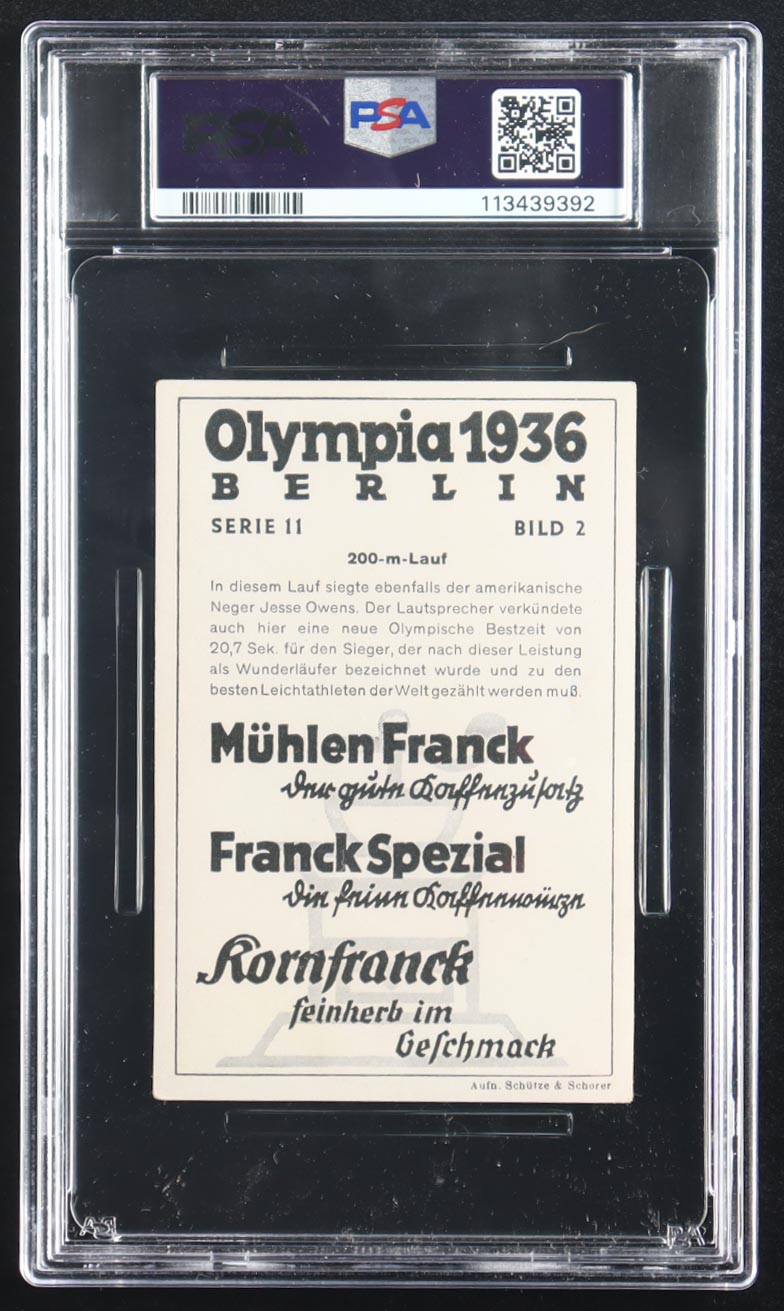 PSA
PSA
113439392
Olympia 1936
BERLIN
SERIE 11 BILD 2
200-m-Lauf
In diesem Lauf siegte ebenfalls der amerikanische
Neger Jesse Owens. Der Lautsprecher verkündete
auch hier eine neue Olympische Bestzeit von
20,7 Sek. für den Sieger, der nach dieser Leistung
als Wunderläufer bezeichnet wurde und zu den
besten Leichtathleten der Welt gezählt werden muß.
Mühlen Franck
der gute Kaffeezusatz
Franck Spezial
die feine Kaffeewürze
Kornfranck
feinherb im
Geschmack
Aufn. Schütze & Schorer